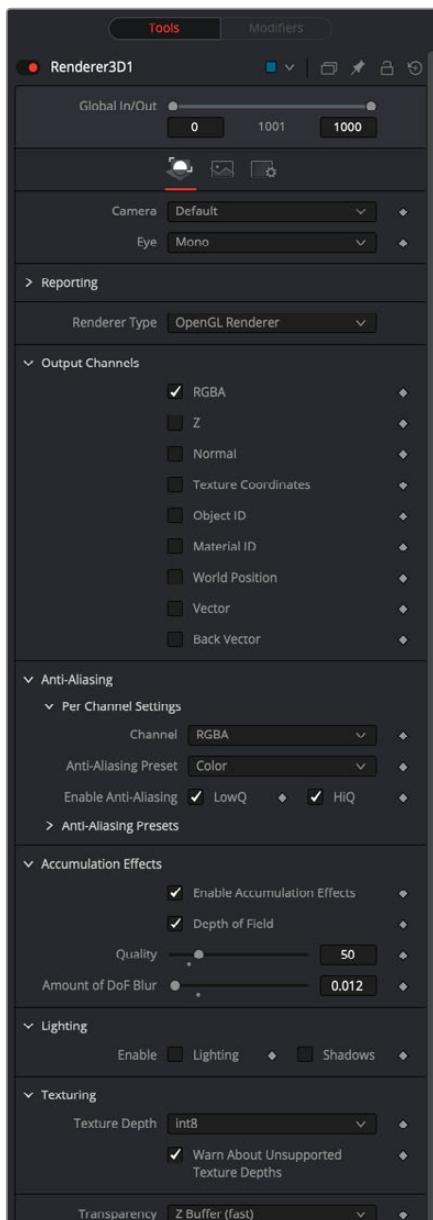 Tools Modifiers
Renderer3D1
Global In/Out
0 1001 1000
Camera Default
Eye Mono
Reporting
Renderer Type OpenGL Renderer
Output Channels
RGBA
Z
Normal
Texture Coordinates
Object ID
Material ID
World Position
Vector
Back Vector
Anti-Aliasing
Per Channel Settings
Channel RGBA
Anti-Aliasing Preset Color
Enable Anti-Aliasing LowQ HiQ
Anti-Aliasing Presets
Accumulation Effects
Enable Accumulation Effects
Depth of Field
Quality 50
Amount of DoF Blur 0.012
Lighting
Enable Lighting Shadows
Texturing
Texture Depth int8
Warn About Unsupported
Texture Depths
Transparency Z Buffer (fast)